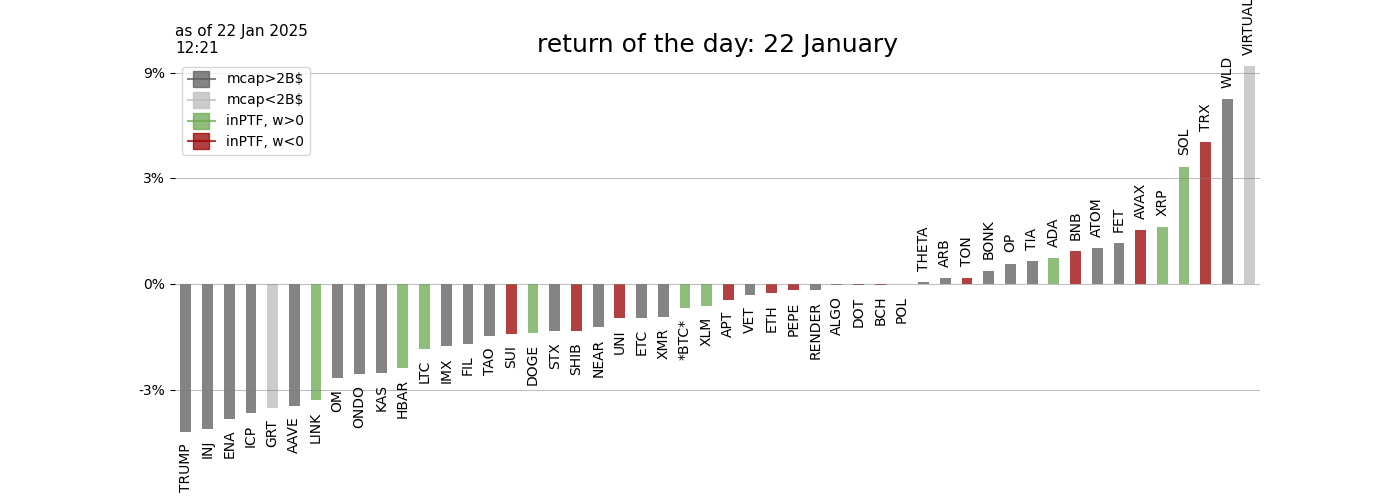 as of 22 Jan 2025
12:21
return of the day: 22 January
mcap>2B$
mcap<2B$
inPTF, w>0
inPTF, w<0
9%
3%
0%
-3%
TRUMP
INJ
ENA
ICP
GRT
AAVE
LINK
OM
ONDO
KAS
HBAR
LTC
IMX
FIL
TAO
SUI
DOGE
STX
SHIB
NEAR
UNI
ETC
XMR
*BTC*
XLM
APT
VET
ETH
PEPE
RENDER
ALGO
DOT
BCH
POL
THETA
ARB
TON
BONK
OP
TIA
ADA
BNB
ATOM
FET
AVAX
XRP
SOL
TRX
WLD
VIRTUAL